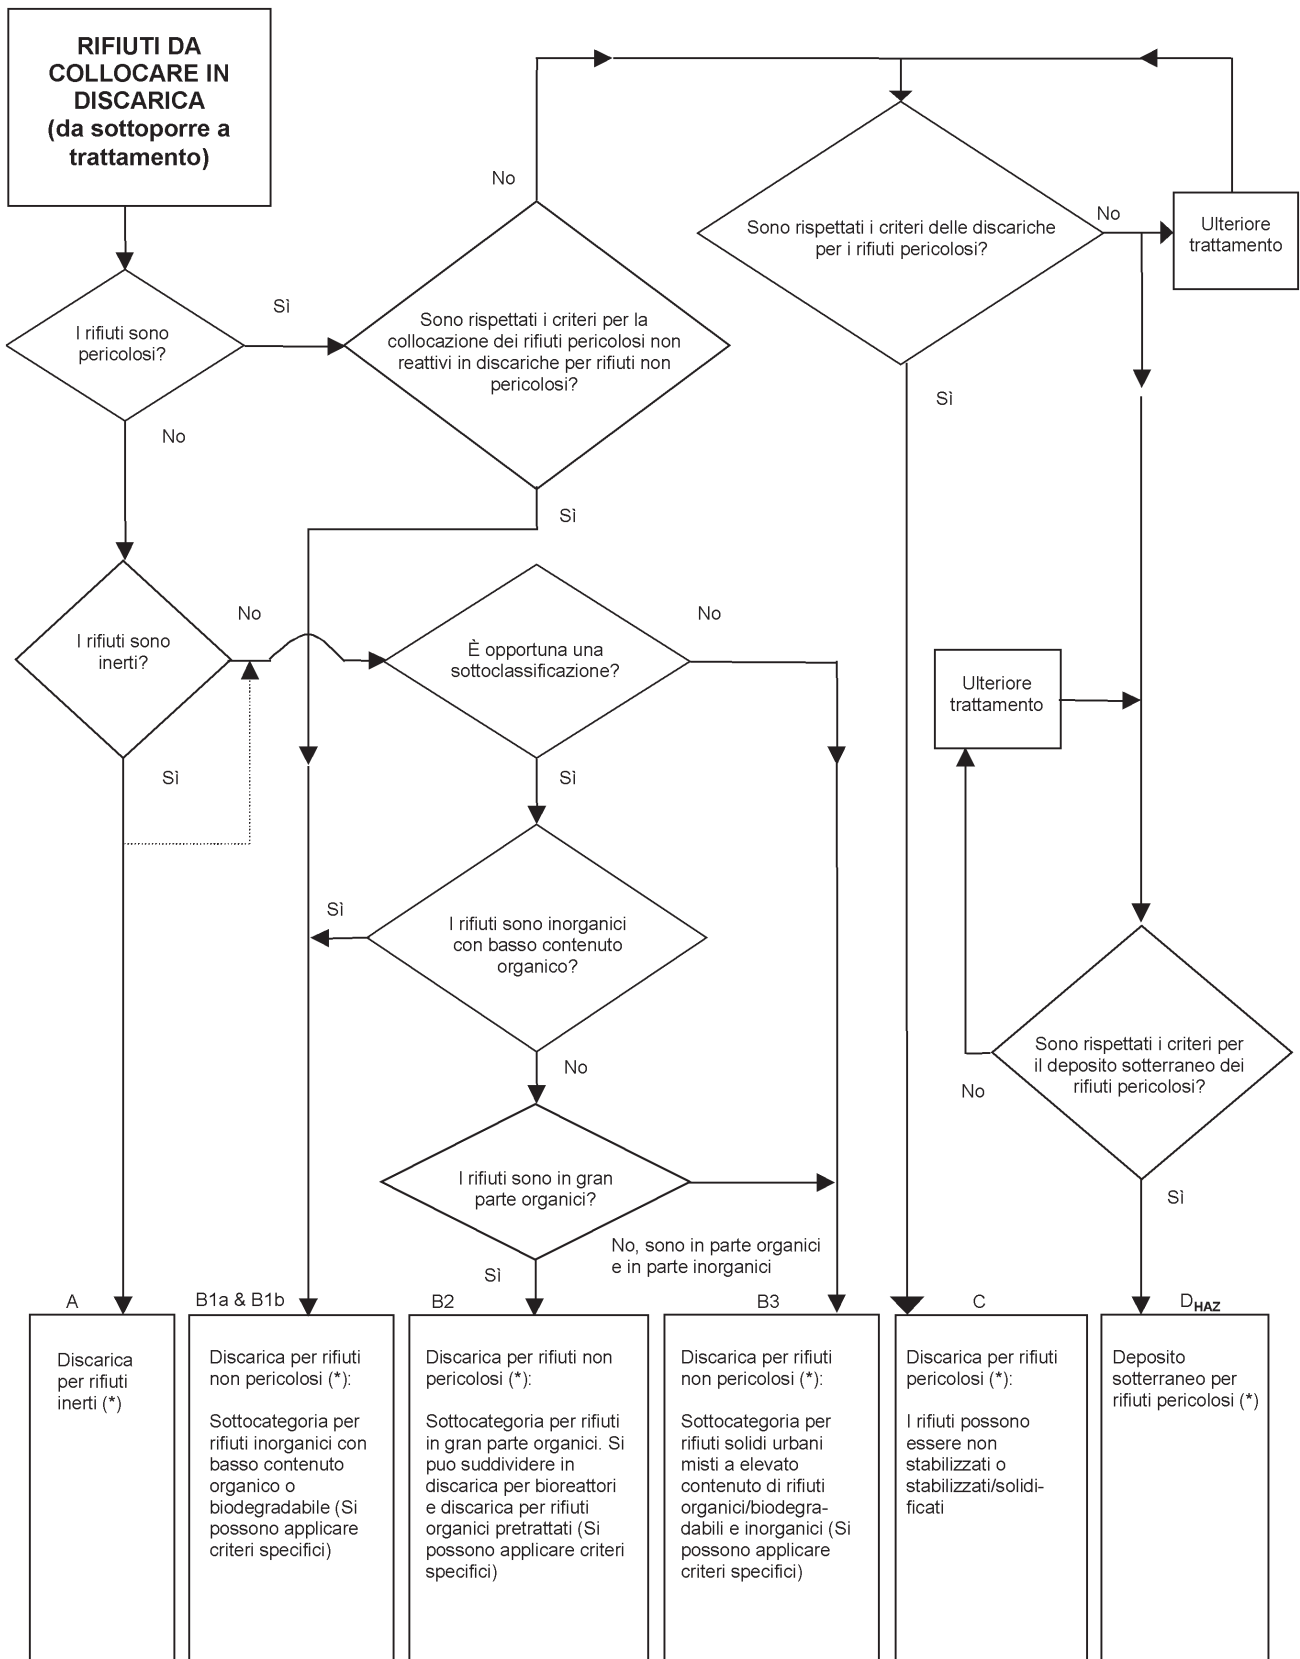 RIFIUTI DA
COLLOCARE IN
DISCARICA
(da sottoporre a
trattamento)
I rifiuti sono
pericolosi?
Sì
No
Sono rispettati i criteri per la
collocazione dei rifiuti pericolosi non
reattivi in discariche per rifiuti non
pericolosi?
No
Sì
Sono rispettati i criteri delle discariche
per i rifiuti pericolosi?
No
Sì
Ulteriore
trattamento
I rifiuti sono
inerti?
No
Sì
È opportuna una
sottoclassificazione?
No
Sì
Ulteriore
trattamento
I rifiuti sono inorganici
con basso contenuto
organico?
Sì
No
Sono rispettati i criteri per
il deposito sotterraneo dei
rifiuti pericolosi?
No
Sì
I rifiuti sono in gran
parte organici?
No, sono in parte organici
e in parte inorganici
Sì
A
Discarica
per rifiuti
inerti (*)
B1a & B1b
Discarica per rifiuti
non pericolosi (*):
Sottocategoria per
rifiuti inorganici con
basso contenuto
organico o
biodegradabile (Si
possono applicare
criteri specifici)
B2
Discarica per rifiuti non
pericolosi (*):
Sottocategoria per rifiuti
in gran parte organici. Si
puo suddividere in
discarica per bioreattori
e discarica per rifiuti
organici pretrattati (Si
possono applicare criteri
specifici)
B3
Discarica per rifiuti
non pericolosi (*):
Sottocategoria per
rifiuti solidi urbani
misti a elevato
contenuto di rifiuti
organici/biodegra-
dabili e inorganici (Si
possono applicare
criteri specifici)
C
Discarica per rifiuti
pericolosi (*):
I rifiuti possono
essere non
stabilizzati o
stabilizzati/solidi-
ficati
DHAZ
Deposito
sotterraneo per
rifiuti pericolosi (*)